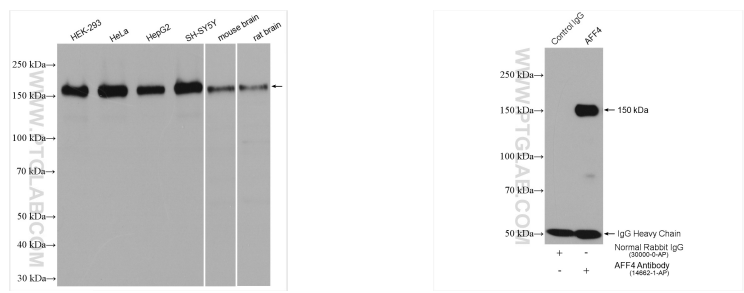 HEK-293
HeLa
HepG2
SH-SY5Y
mouse brain
rat brain
250 kDa→
150 kDa→
100 kDa→
70 kDa→
50 kDa→
40 kDa→
30 kDa→
WWW.PTGLAB.COM
←
Control IgG
AFF4
250 kDa→
150 kDa→
100 kDa→
70 kDa→
50 kDa→
WWW.PTGLAB.COM
←150 kDa
←IgG Heavy Chain
+ - Normal Rabbit IgG
(30000-0-AP)
- + AFF4 Antibody
(14662-1-AP)